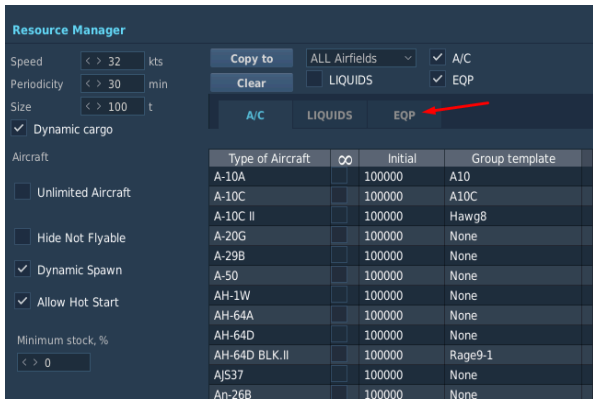 Resource Manager
Speed < > 32 kts
Periodicity < > 30 min
Size < > 100 t
Dynamic cargo
Aircraft
Unlimited Aircraft
Hide Not Flyable
Dynamic Spawn
Allow Hot Start
Minimum stock, %
< > 0
Copy to ALL Airfields A/C
Clear LIQUIDS EQP
A/C LIQUIDS EQP
Type of Aircraft ∞ Initial Group template
A-10A 100000 A10
A-10C 100000 A10C
A-10C II 100000 Hawg8
A-20G 100000 None
A-29B 100000 None
A-50 100000 None
AH-1W 100000 None
AH-64A 100000 None
AH-64D 100000 None
AH-64D BLK.II 100000 Rage9-1
AJS37 100000 None
An-26B 100000 None